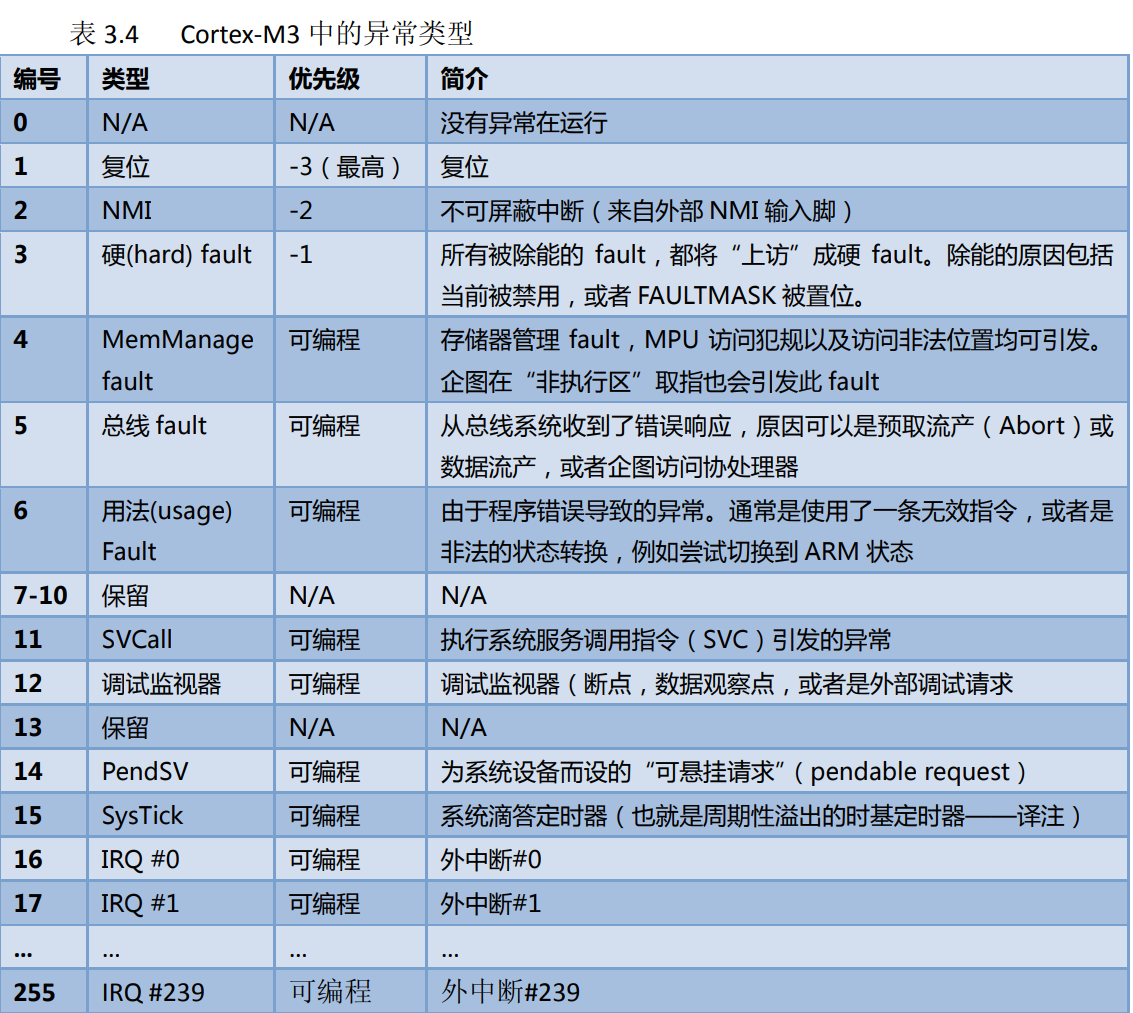 表 3.4 Cortex-M3 中的异常类型
编号 类型 优先级 简介
0 N/A N/A 没有异常在运行
1 复位 -3（最高） 复位
2 NMI -2 不可屏蔽中断（来自外部 NMI 输入脚）
3 硬(hard) fault -1 所有被除能的 fault，都将“上访”成硬 fault。除能的原因包括
当前被禁用，或者 FAULTMASK 被置位。
4 MemManage 可编程 存储器管理 fault，MPU 访问犯规以及访问非法位置均可引发。
fault 企图在“非执行区”取指也会引发此 fault
5 总线 fault 可编程 从总线系统收到了错误响应，原因可以是预取流产（Abort）或
数据流产，或者企图访问协处理器
6 用法(usage) 可编程 由于程序错误导致的异常。通常是使用了一条无效指令，或者是
Fault 非法的状态转换，例如尝试切换到 ARM 状态
7-10 保留 N/A N/A
11 SVCall 可编程 执行系统服务调用指令（SVC）引发的异常
12 调试监视器 可编程 调试监视器（断点，数据观察点，或者是外部调试请求
13 保留 N/A N/A
14 PendSV 可编程 为系统设备而设的“可悬挂请求”（pendable request）
15 SysTick 可编程 系统滴答定时器（也就是周期性溢出的时基定时器——译注）
16 IRQ #0 可编程 外中断#0
17 IRQ #1 可编程 外中断#1
… … … …
255 IRQ #239 可编程 外中断#239